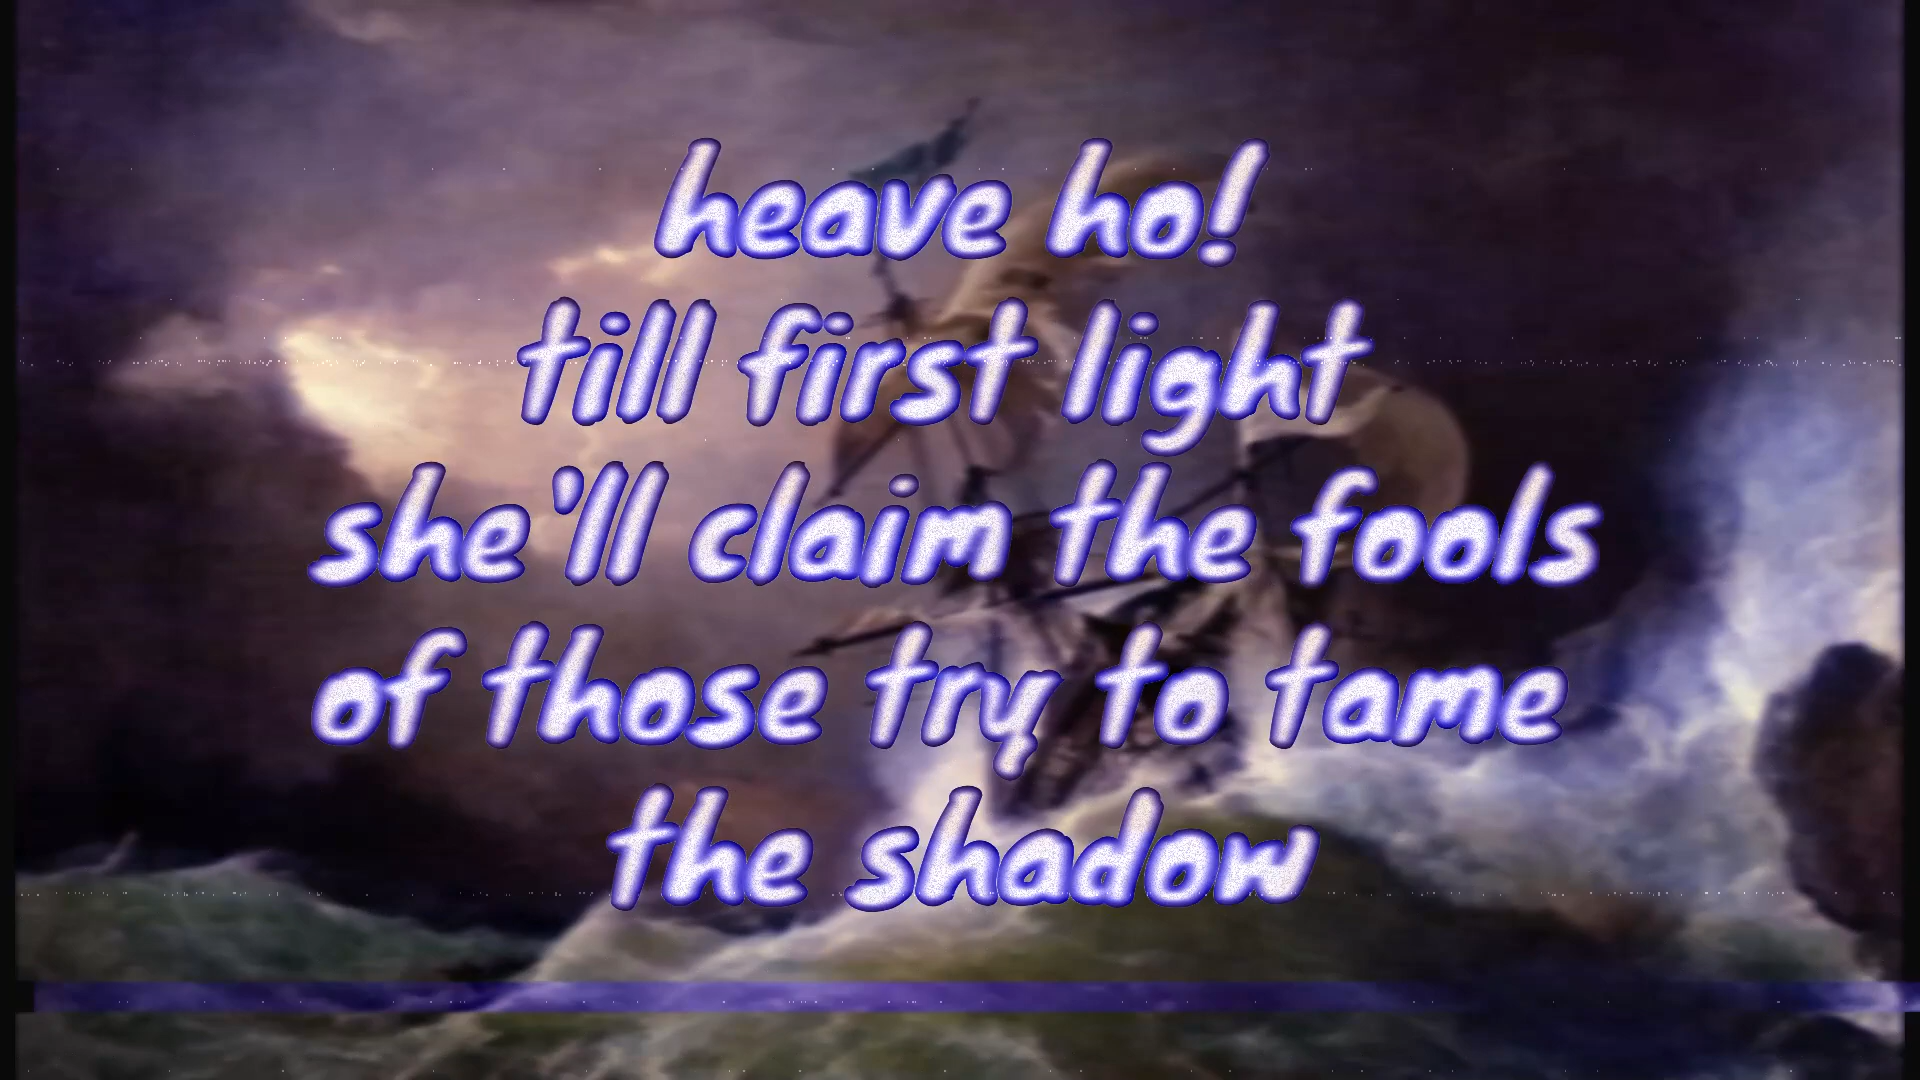 heave ho!
till first light
she'll claim the fools
of those try to tame
the shadow